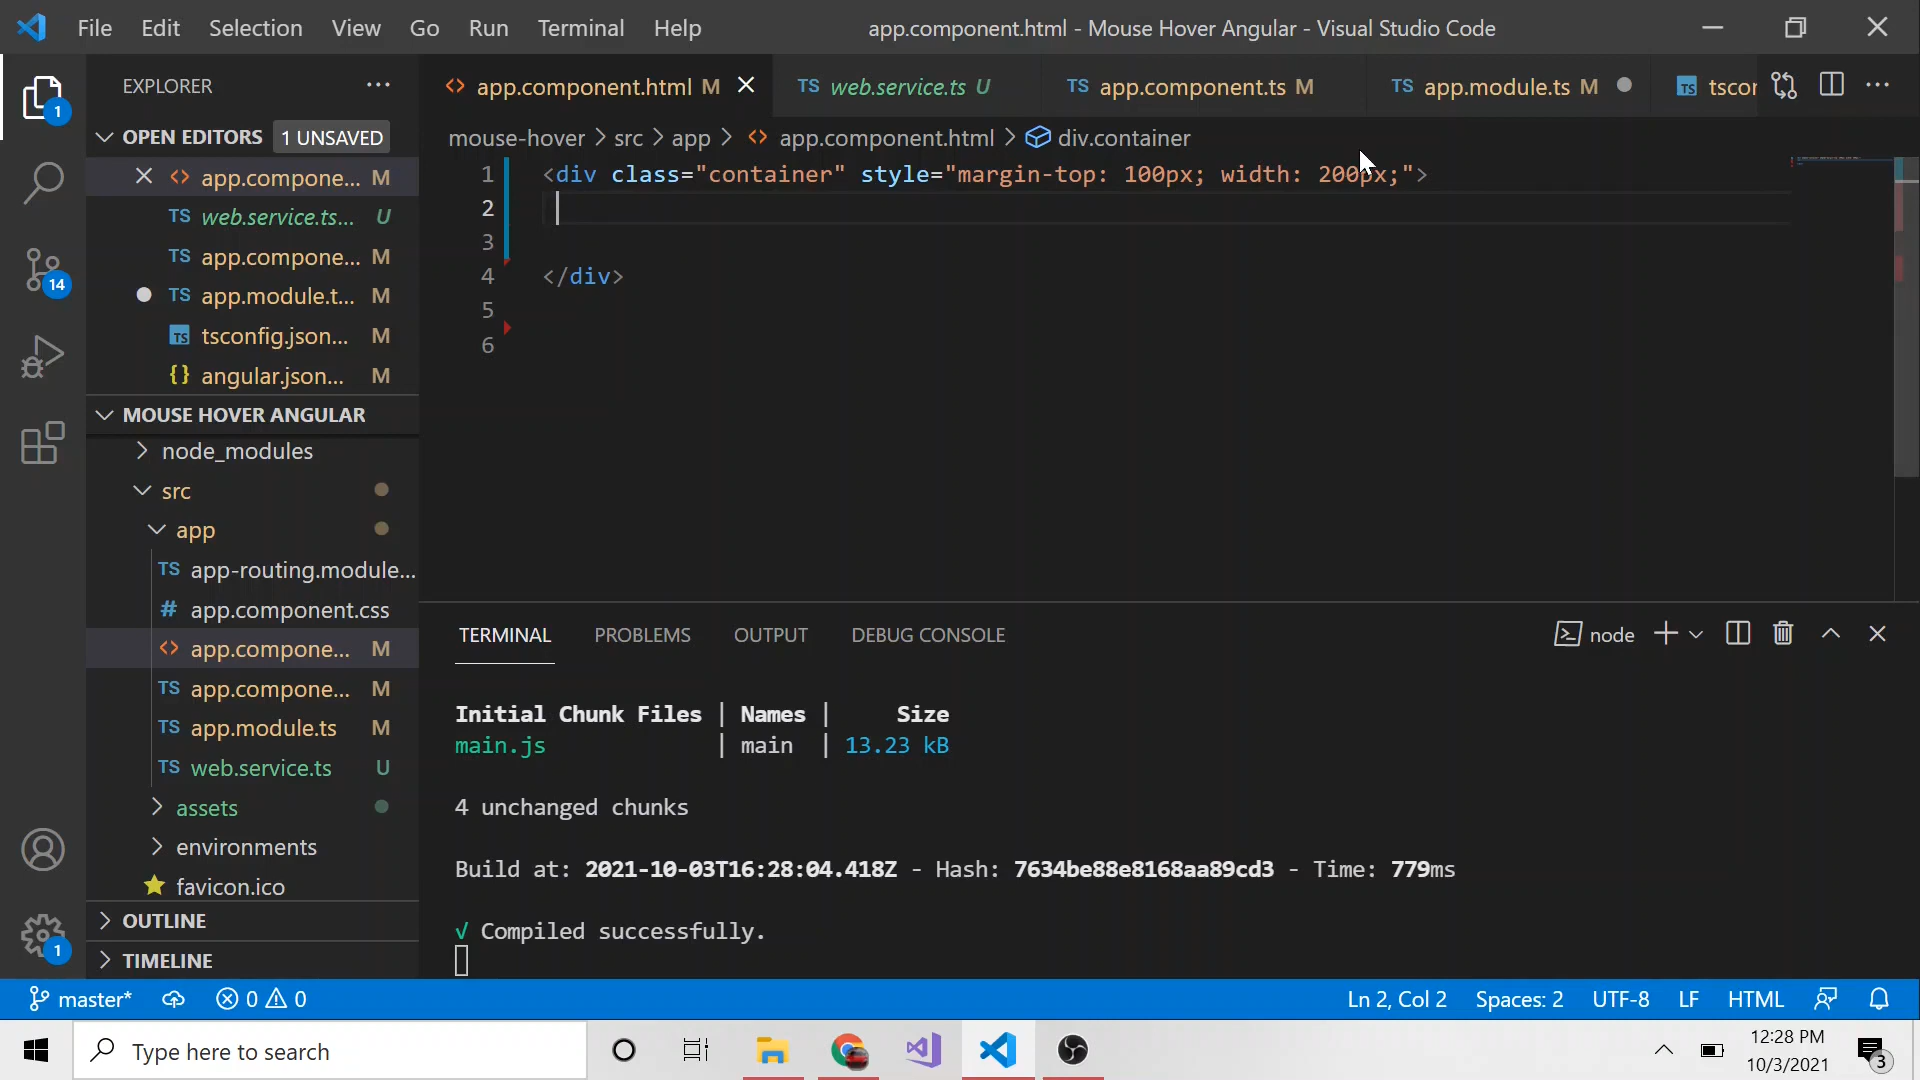 File Edit Selection View Go Run Terminal Help app.component.html - Mouse Hover Angular - Visual Studio Code
EXPLORER ···
app.component.html M
TS web.service.ts U
TS app.component.ts M
TS app.module.ts M
TS tscor
mouse-hover > src > app > app.component.html > div.container
OPEN EDITORS 1 UNSAVED
app.compone... M
TS web.service.ts... U
TS app.compone... M
TS app.module.t... M
TS tsconfig.json... M
{} angular.json... M
MOUSE HOVER ANGULAR
node_modules
src
app
TS app-routing.module...
# app.component.css
app.compone... M
TS app.compone... M
TS app.module.ts M
TS web.service.ts U
assets
environments
favicon.ico
OUTLINE
TIMELINE
1
14
1
1 <div class="container" style="margin-top: 100px; width: 200px;">
2
3
4 </div>
5
6
TERMINAL PROBLEMS OUTPUT DEBUG CONSOLE node
Initial Chunk Files | Names | Size
main.js | main | 13.23 kB
4 unchanged chunks
Build at: 2021-10-03T16:28:04.418Z - Hash: 7634be88e8168aa89cd3 - Time: 779ms
√ Compiled successfully.
master* 0 0 Ln 2, Col 2 Spaces: 2 UTF-8 LF HTML
Type here to search
12:28 PM
10/3/2021
3